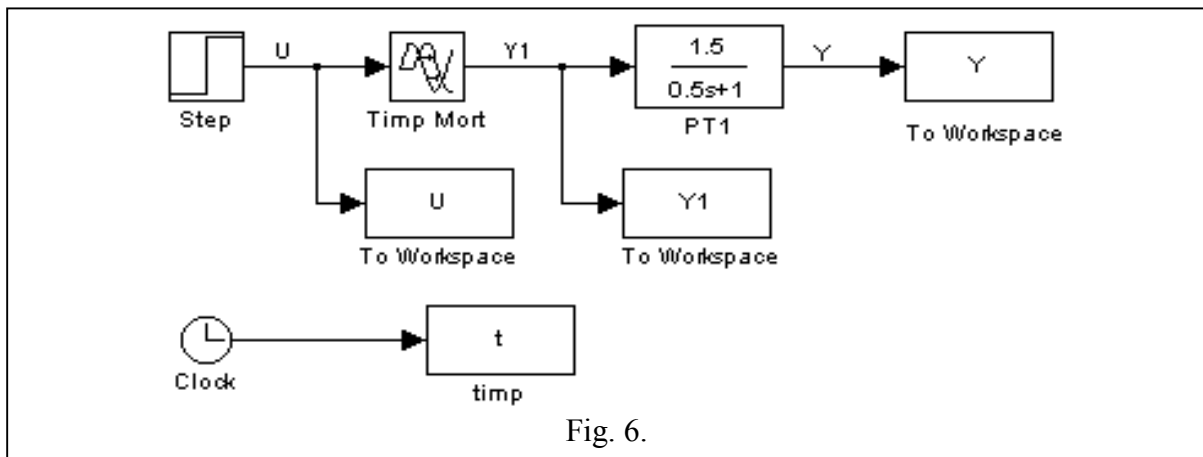 U
Y1
1.5
0.5s+1
Y
Y
Step
Timp Mort
PT1
To Workspace
U
Y1
To Workspace
To Workspace
t
Clock
timp
Fig. 6.